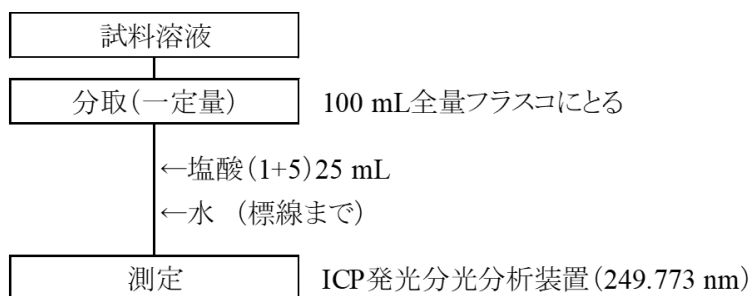 試料溶液
分取(一定量) 100 mL全量フラスコにとる
←塩酸(1+5)25 mL
←水 (標線まで)
測定 ICP発光分光分析装置(249.773 nm)